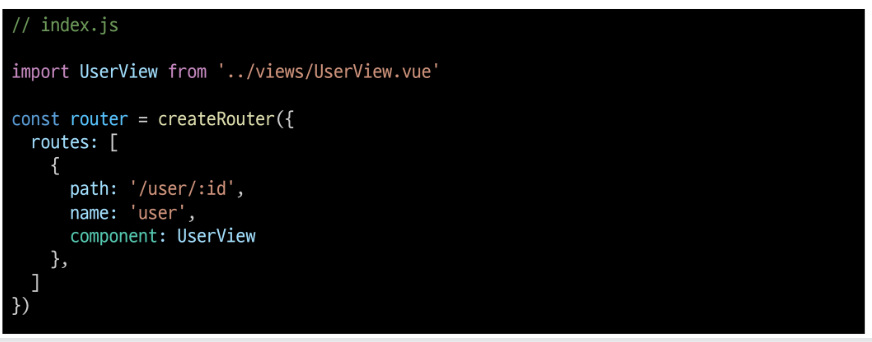 // index.js
import UserView from '../views/UserView.vue'
const router = createRouter({
  routes: [
    {
      path: '/user/:id',
      name: 'user',
      component: UserView
    },
  ]
})